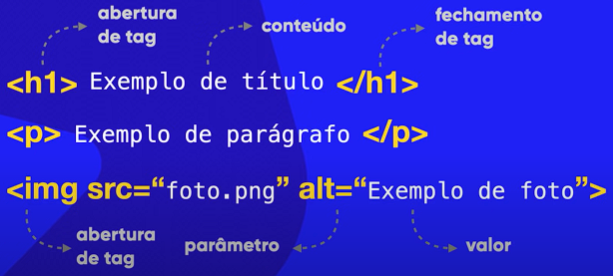 abertura
de tag
conteúdo
fechamento
de tag
<h1> Exemplo de título </h1>
<p> Exemplo de parágrafo </p>
<img src=“foto.png” alt=“Exemplo de foto”>
abertura
de tag
parâmetro
valor